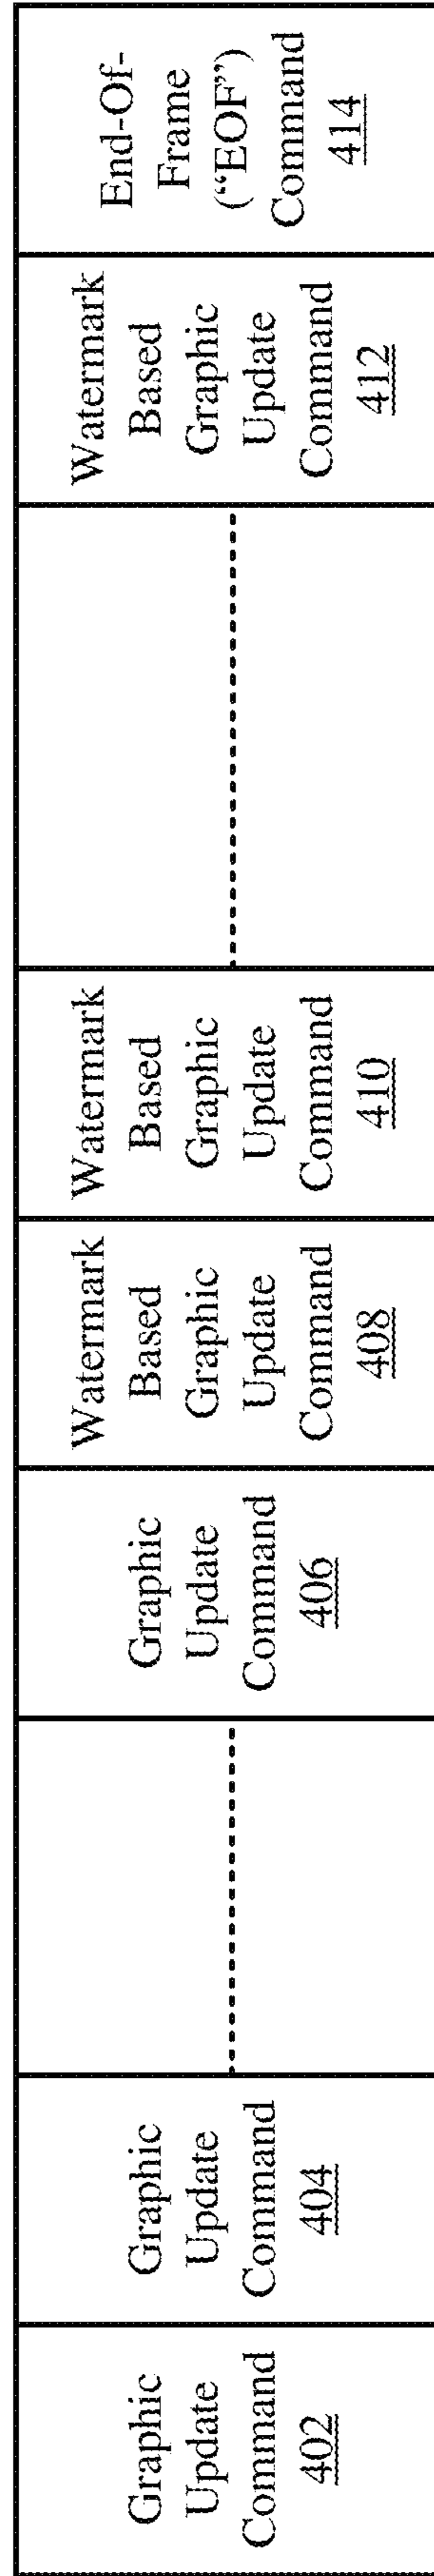 Graphic
Update
Command
402
Graphic
Update
Command
404
Graphic
Update
Command
406
Watermark
Based
Graphic
Update
Command
408
Watermark
Based
Graphic
Update
Command
410
Watermark
Based
Graphic
Update
Command
412
End-Of-
Frame
(“EOF”)
Command
414